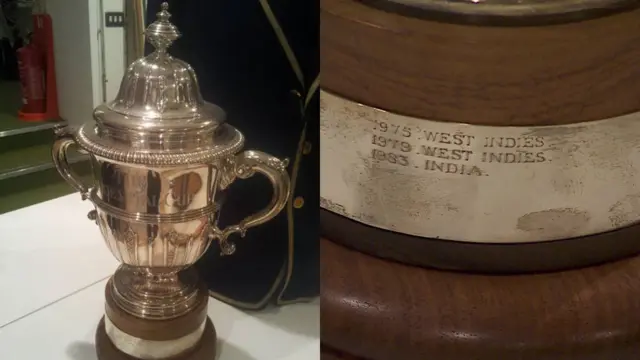 1975 . WEST INDIES
1979 . WEST INDIES .
1983 . INDIA .